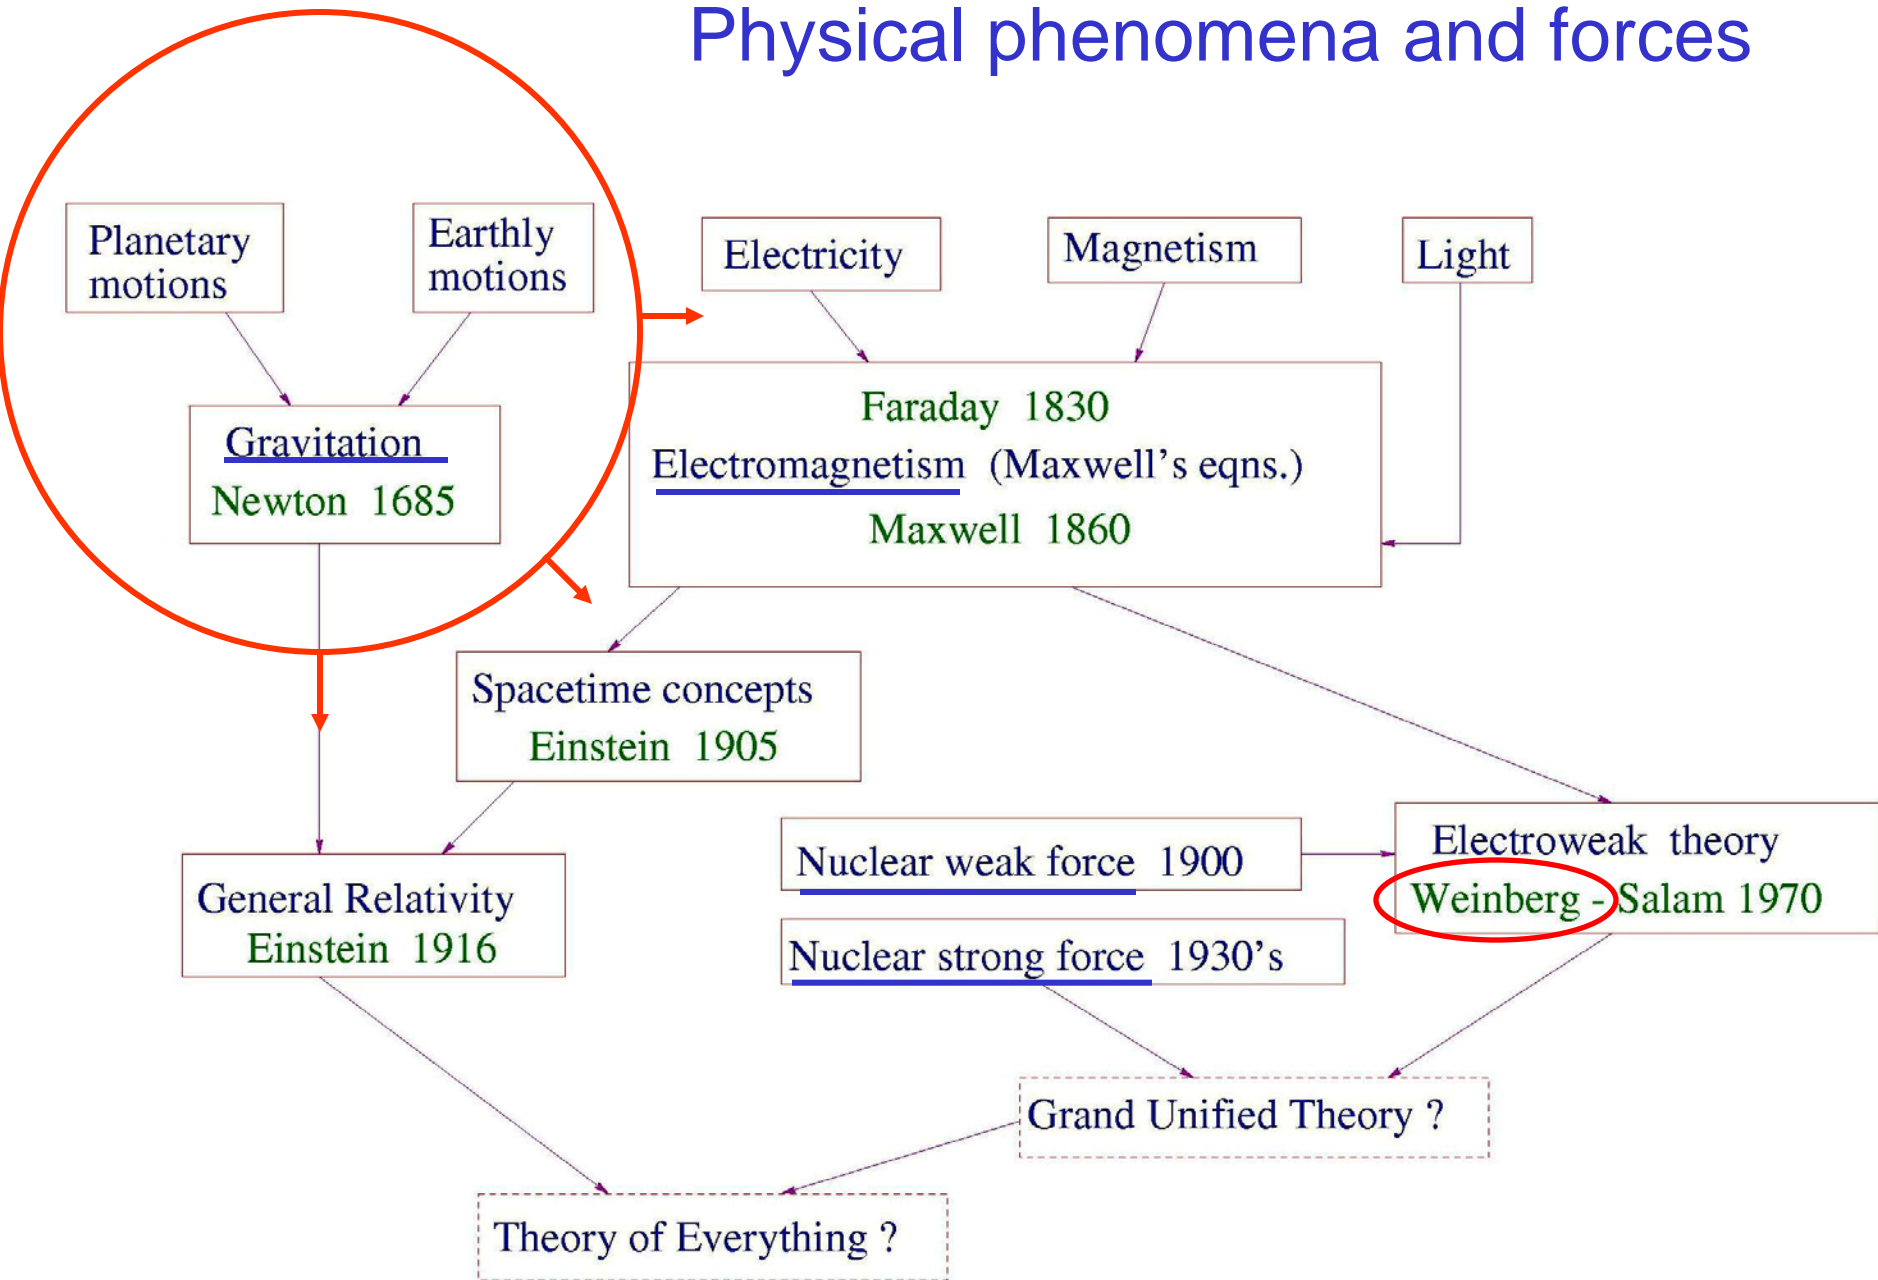 Physical phenomena and forces
Planetary
motions
Earthly
motions
Electricity
Magnetism
Light
Gravitation
Newton 1685
Faraday 1830
Electromagnetism (Maxwell's eqns.)
Maxwell 1860
Spacetime concepts
Einstein 1905
General Relativity
Einstein 1916
Nuclear weak force 1900
Nuclear strong force 1930's
Electroweak theory
Weinberg - Salam 1970
Grand Unified Theory ?
Theory of Everything ?